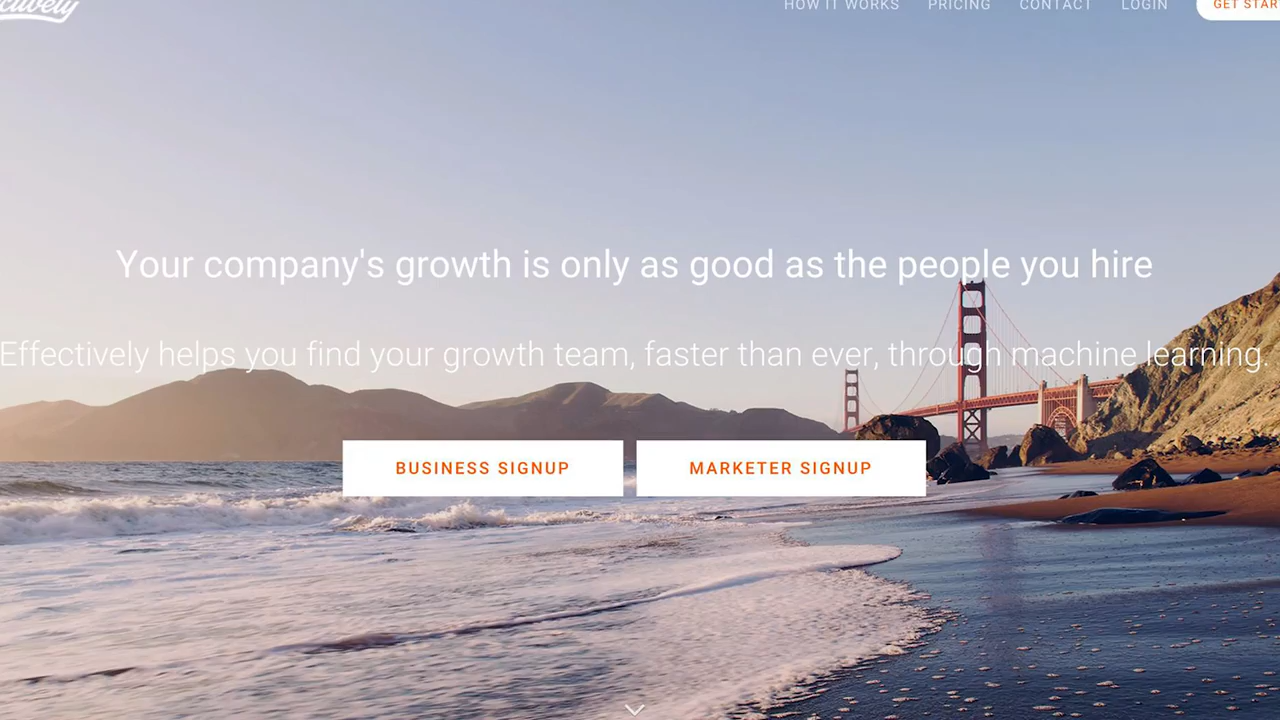 HOW IT WORKS PRICING CONTACT LOGIN GET
Your company's growth is only as good as the people you hire
Effectively helps you find your growth team, faster than ever, through machine learning.
BUSINESS SIGNUP MARKETER SIGNUP